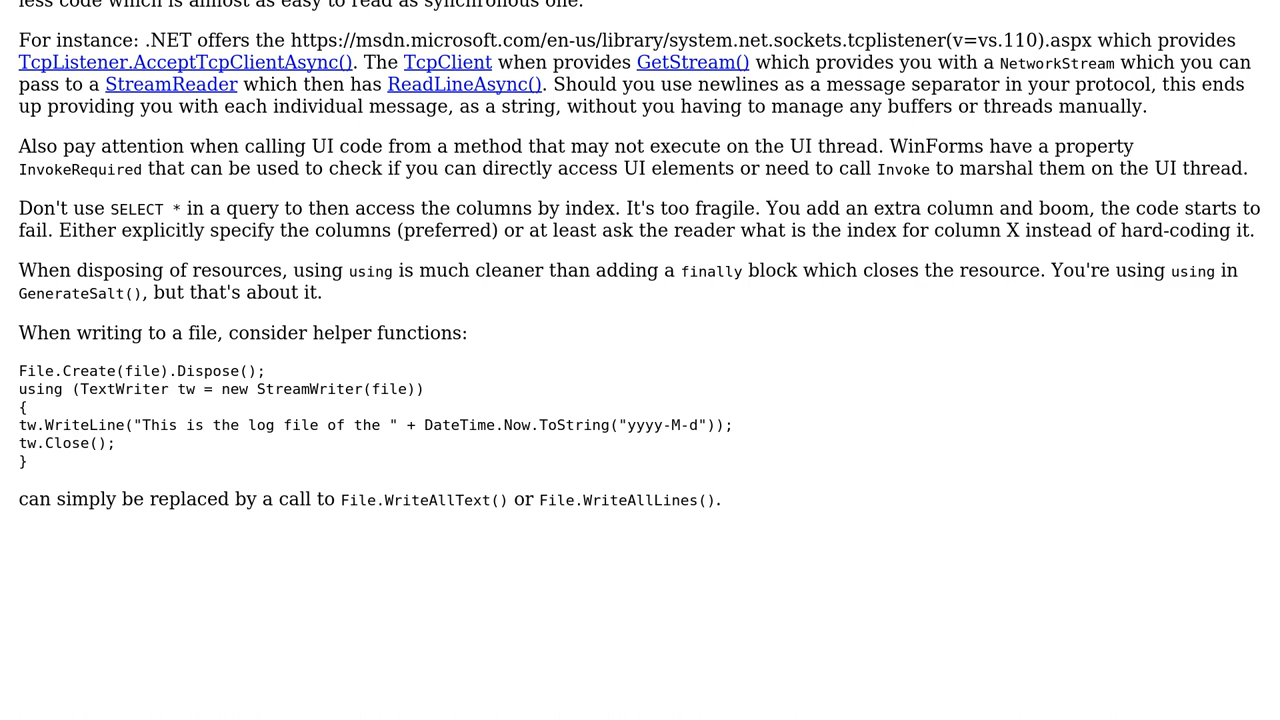 less code which is almost as easy to read as synchronous one.
For instance: .NET offers the https://msdn.microsoft.com/en-us/library/system.net.sockets.tcplistener(v=vs.110).aspx which provides
TcpListener.AcceptTcpClientAsync(). The TcpClient when provides GetStream() which provides you with a NetworkStream which you can
pass to a StreamReader which then has ReadLineAsync(). Should you use newlines as a message separator in your protocol, this ends
up providing you with each individual message, as a string, without you having to manage any buffers or threads manually.
Also pay attention when calling UI code from a method that may not execute on the UI thread. WinForms have a property
InvokeRequired that can be used to check if you can directly access UI elements or need to call Invoke to marshal them on the UI thread.
Don't use SELECT * in a query to then access the columns by index. It's too fragile. You add an extra column and boom, the code starts to
fail. Either explicitly specify the columns (preferred) or at least ask the reader what is the index for column X instead of hard-coding it.
When disposing of resources, using using is much cleaner than adding a finally block which closes the resource. You're using using in
GenerateSalt(), but that's about it.
When writing to a file, consider helper functions:
File.Create(file).Dispose();
using (TextWriter tw = new StreamWriter(file))
{
tw.WriteLine("This is the log file of the " + DateTime.Now.ToString("yyyy-M-d"));
tw.Close();
}
can simply be replaced by a call to File.WriteAllText() or File.WriteAllLines().